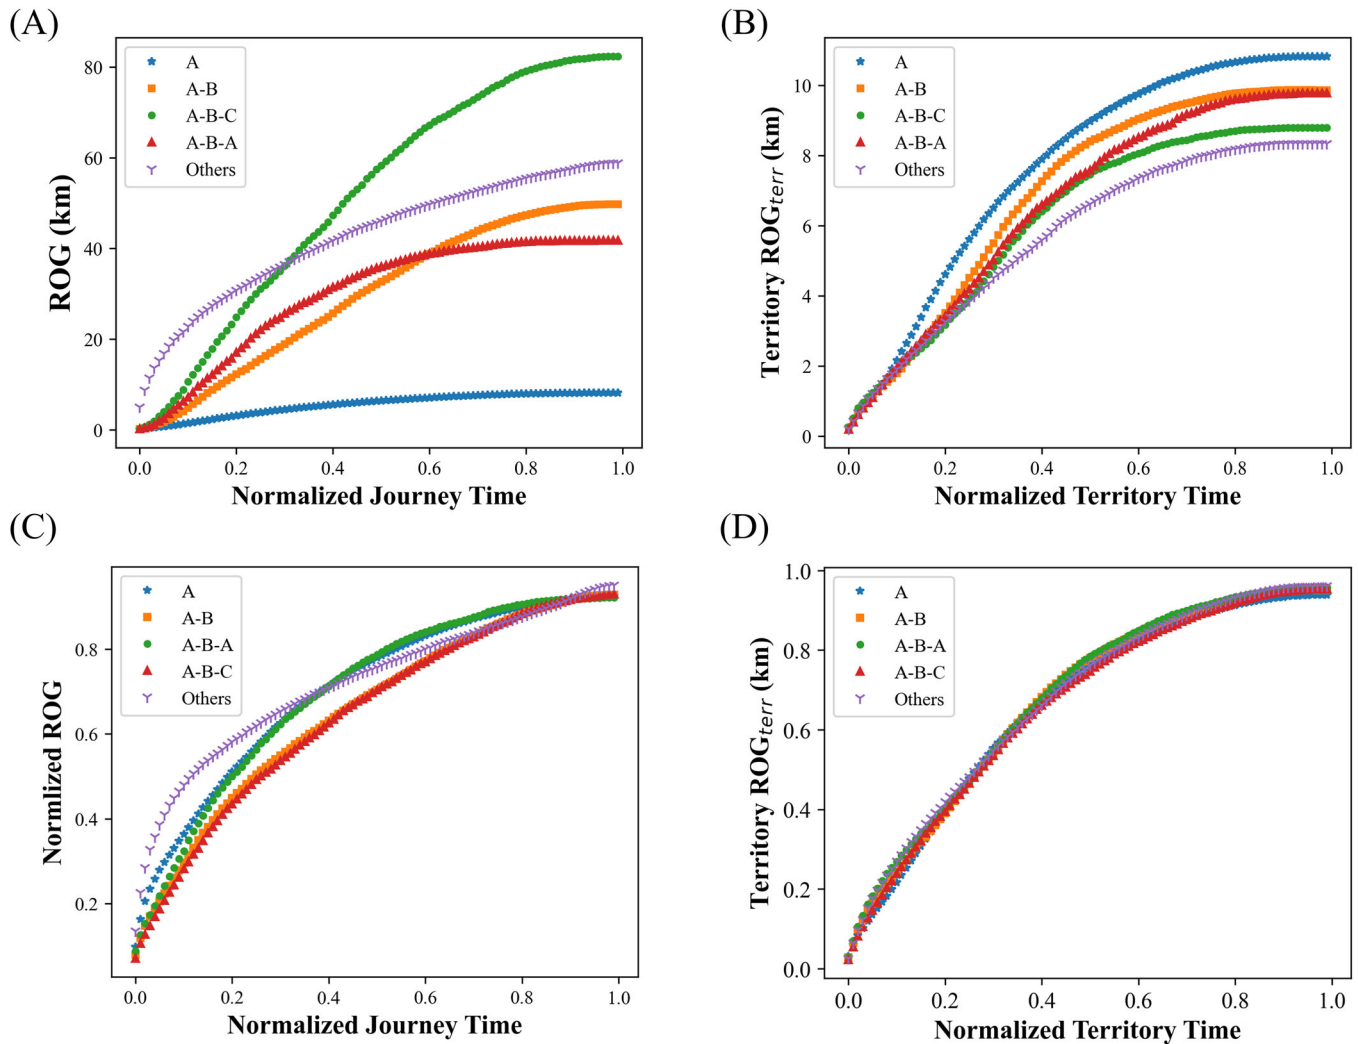 (A)
A
A-B
A-B-C
A-B-A
Others
80
60
40
20
0
ROG (km)
0.0 0.2 0.4 0.6 0.8 1.0
Normalized Journey Time
(B)
A
A-B
A-B-C
A-B-A
Others
10
8
6
4
2
0
Territory ROGterr (km)
0.0 0.2 0.4 0.6 0.8 1.0
Normalized Territory Time
(C)
A
A-B
A-B-A
A-B-C
Others
0.8
0.6
0.4
0.2
Normlized ROG
0.0 0.2 0.4 0.6 0.8 1.0
Normalized Journey Time
(D)
A
A-B
A-B-A
A-B-C
Others
1.0
0.8
0.6
0.4
0.2
0.0
Territory ROGterr (km)
0.0 0.2 0.4 0.6 0.8 1.0
Normalized Territory Time